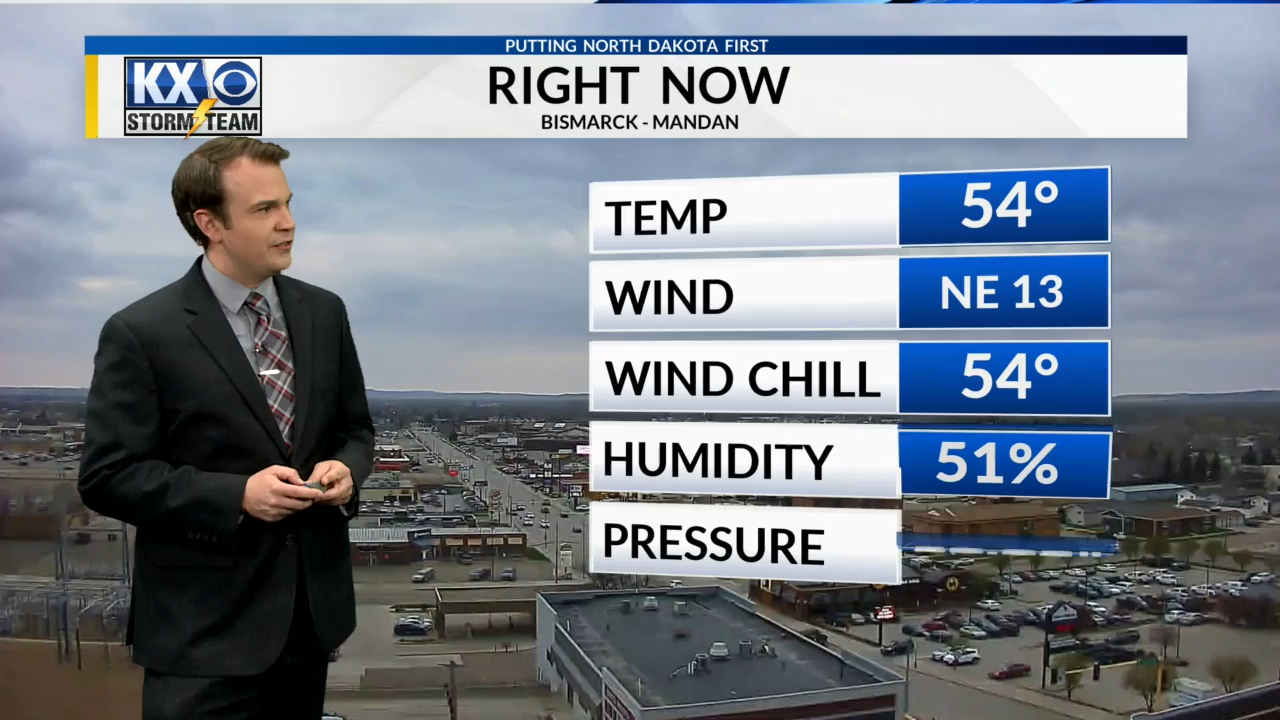 PUTTING NORTH DAKOTA FIRST
KX
STORM TEAM
RIGHT NOW
BISMARCK - MANDAN
TEMP 54°
WIND NE 13
WIND CHILL 54°
HUMIDITY 51%
PRESSURE